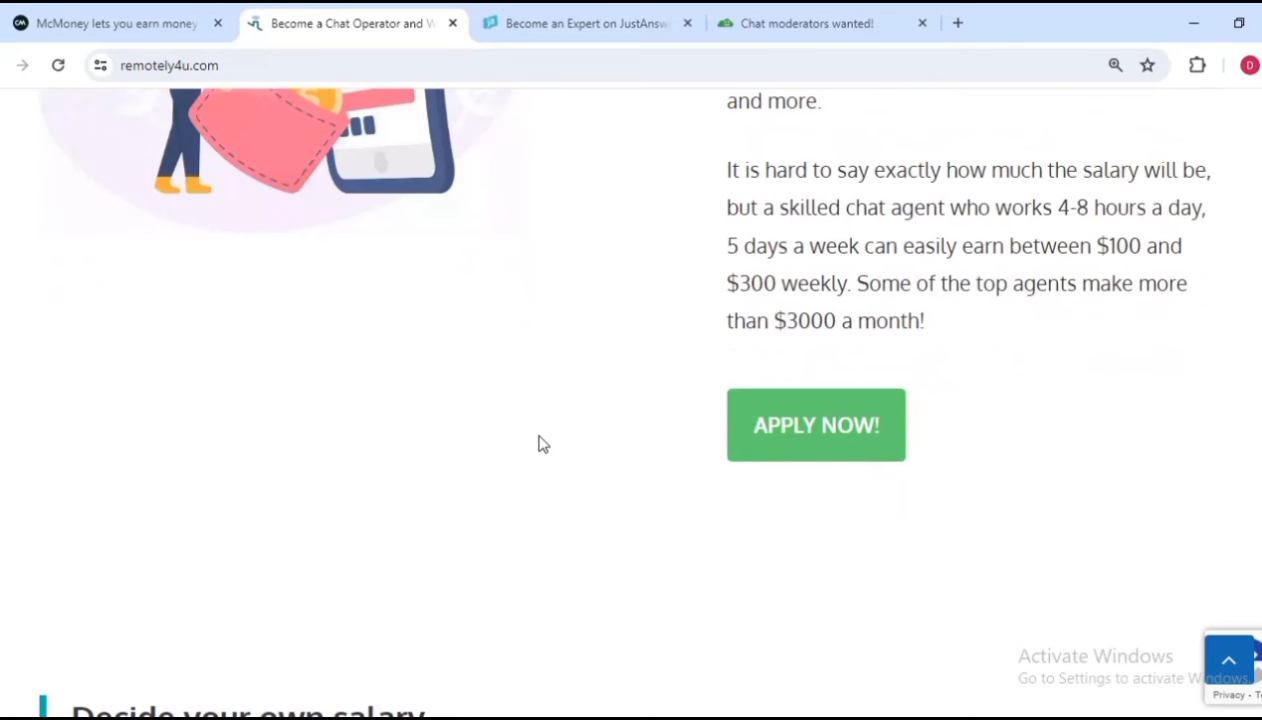 McMoney lets you earn money
Become a Chat Operator and W
Become an Expert on JustAnsw
Chat moderators wanted!
remotely4u.com
D
and more.
It is hard to say exactly how much the salary will be,
but a skilled chat agent who works 4-8 hours a day,
5 days a week can easily earn between $100 and
$300 weekly. Some of the top agents make more
than $3000 a month!
APPLY NOW!
Activate Windows
Go to Settings to activate Windows.
Privacy - T
Decide your own salary